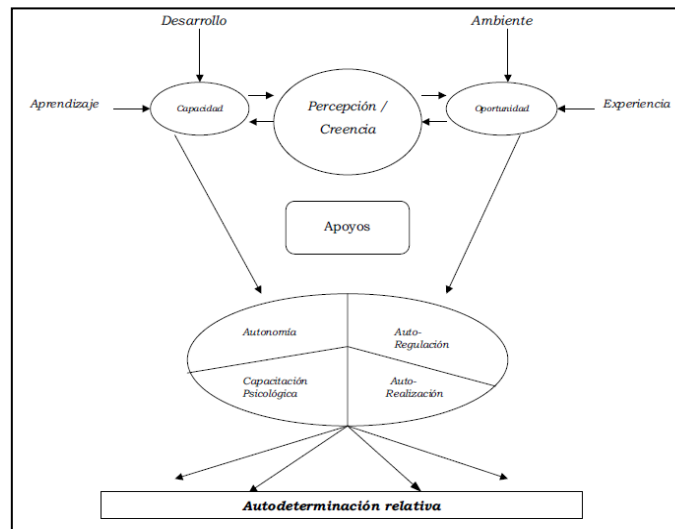 Desarrollo
Ambiente
Aprendizaje
Capacidad
Percepción /
Creencia
Oportunidad
Experiencia
Apoyos
Autonomía
Auto-
Regulación
Capacitación
Psicológica
Auto-
Realización
Autodeterminación relativa